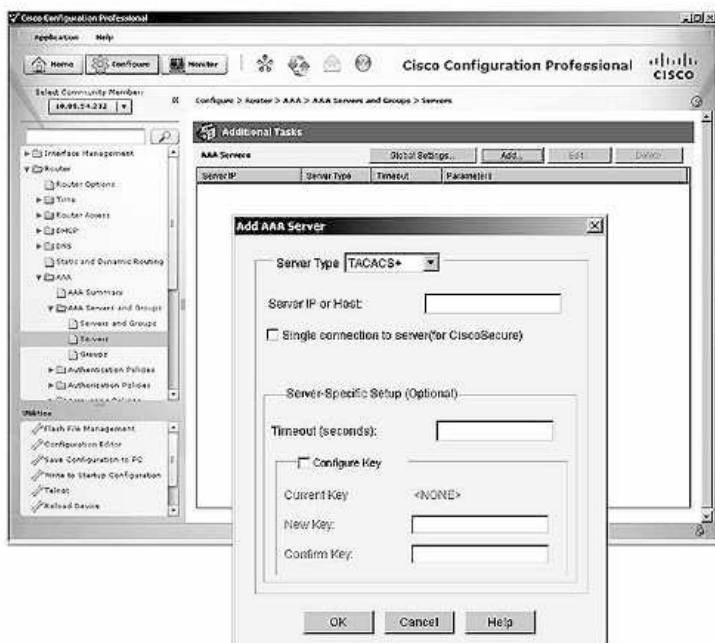 Cisco Configuration Professional
Application Help
Home Configure Monitor Cisco Configuration Professional CISCO
Select Community Member:
Configure > Router > AAA > AAA Servers and Groups > Servers
Additional Tasks
AAA Servers Global Settings... Add... Edit... Delete...
Server IP Server Type Timeout Parameters
Interface Management
Router
Router Options
Time
Router Access
DHCP
DNS
Static and Dynamic Routing
AAA
AAA Summary
AAA Servers and Groups
Servers and Groups
Servers
Groups
Authentication Policies
Authorization Policies
Utilities
Flash File Management
Configuration Editor
Save Configuration to PC
Write to Startup Configuration
Telnet
Reload Device
Add AAA Server
Server Type TACACS+
Server IP or Host:
Single connection to server(for CiscoSecure)
Server-Specific Setup (Optional)
Timeout (seconds):
Configure Key
Current Key <NONE>
New Key:
Confirm Key:
OK Cancel Help